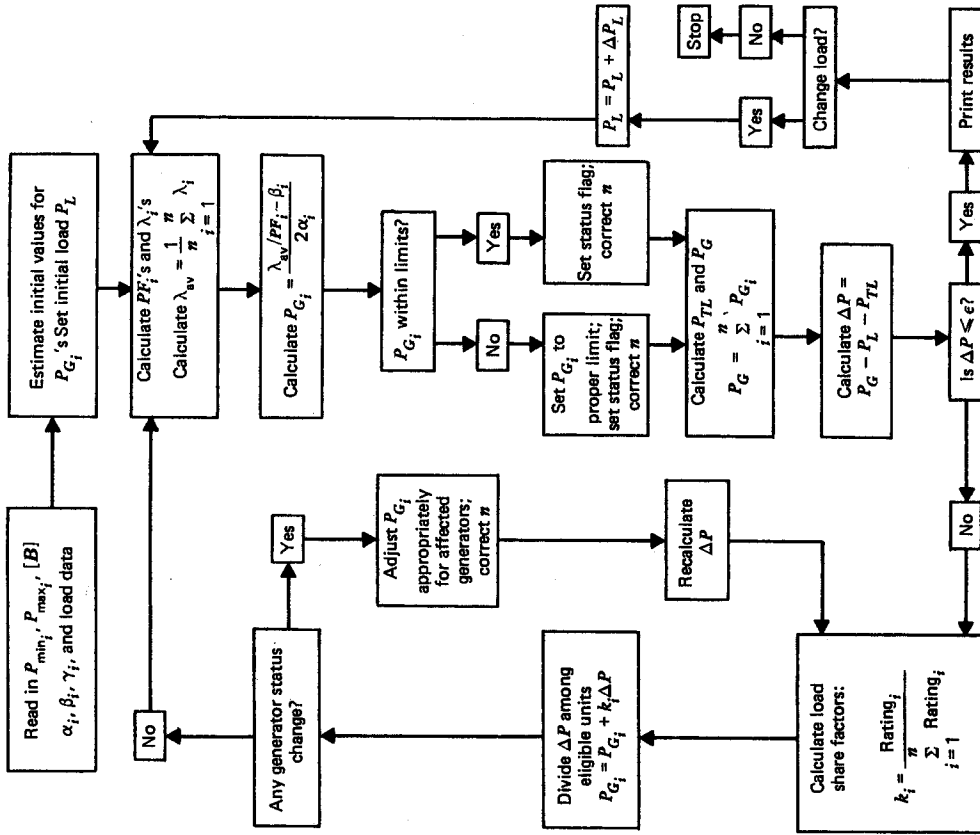 Read in P_min_i, P_max_i, [B]
α_i, β_i, γ_i, and load data
Estimate initial values for
P_G_i's Set initial load P_L
Calculate PF_i's and λ_i's
Calculate λ_av = 1/n Σ_{i = 1}^{n} λ_i
Calculate P_G_i = (λ_av/PF_i - β_i) / 2α_i
P_G_i within limits?
No
Yes
Set P_G_i to
proper limit;
set status flag;
correct n
Set status flag;
correct n
Calculate P_TL and P_G
P_G = Σ_{i = 1}^{n} P_G_i
Calculate ΔP =
P_G - P_L - P_TL
Is ΔP ⩽ ϵ?
No
Yes
Print results
Change load?
Yes
No
Stop
P_L = P_L + ΔP_L
Calculate load
share factors:
k_i = Rating_i / Σ_{i = 1}^{n} Rating_i
Divide ΔP among
eligible units
P_G_i = P_G_i + k_i ΔP
Any generator status
change?
No
Yes
Adjust P_G_i
appropriately
for affected
generators;
correct n
Recalculate
ΔP